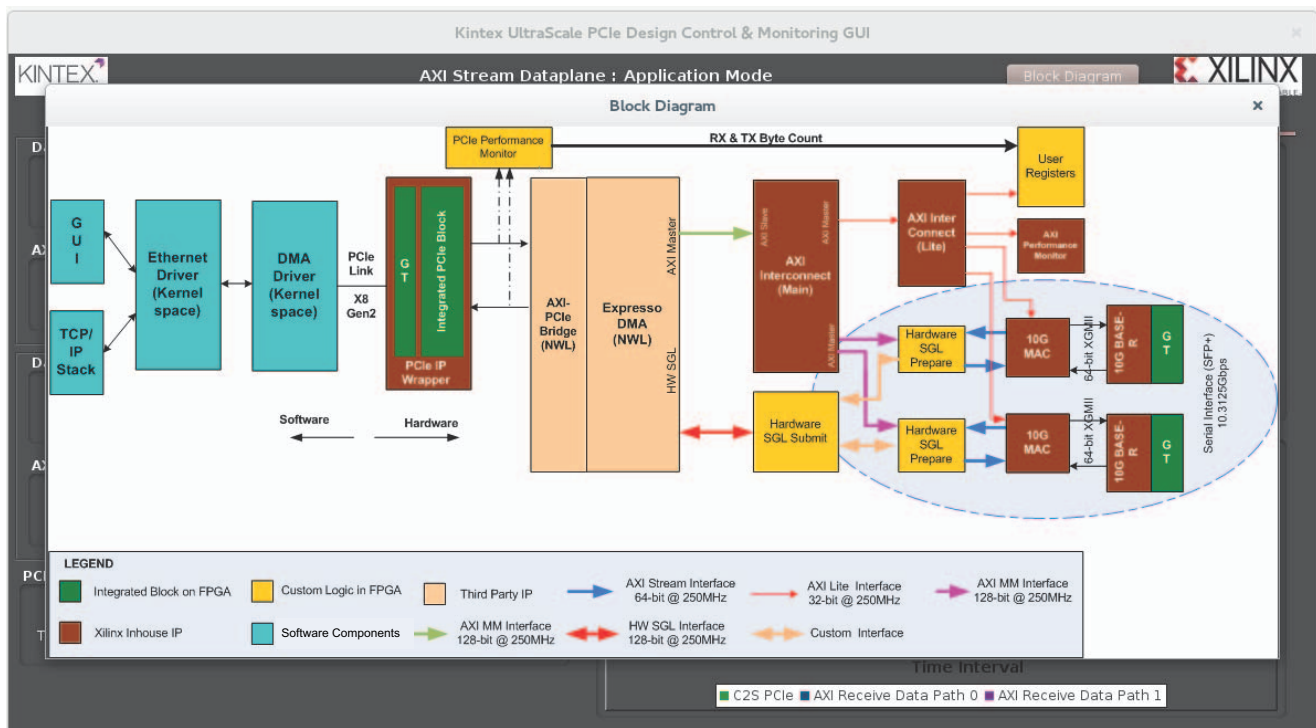 Kintex UltraScale PCIe Design Control & Monitoring GUI
KINTEX
AXI Stream Dataplane : Application Mode
Block Diagram
XILINX
Block Diagram
PCIe Performance
Monitor
RX & TX Byte Count
User
Registers
G
U
I
TCP/
IP
Stack
Ethernet
Driver
(Kernel
space)
DMA
Driver
(Kernel
space)
PCIe
Link
X8
Gen2
G
T
Integrated PCIe Block
PCIe IP
Wrapper
AXI-
PCIe
Bridge
(NWL)
Expresso
DMA
(NWL)
AXI Master
HW SGL
AXI Slave
AXI Master
AXI
Interconnect
(Main)
AXI Master
AXI Inter
Connect
(Lite)
AXI
Performance
Monitor
Hardware
SGL
Prepare
10G
MAC
64-bit XGMII
10G BASE-
R
G
T
Hardware
SGL Submit
Hardware
SGL
Prepare
10G
MAC
64-bit XGMII
10G BASE-
R
G
T
Serial Interface (SFP+)
10.3125Gbps
Software
Hardware
LEGEND
Integrated Block on FPGA
Custom Logic in FPGA
Third Party IP
AXI Stream Interface
64-bit @ 250MHz
AXI Lite Interface
32-bit @ 250MHz
AXI MM Interface
128-bit @ 250MHz
Xilinx Inhouse IP
Software Components
AXI MM Interface
128-bit @ 250MHz
HW SGL Interface
128-bit @ 250MHz
Custom Interface
Time Interval
C2S PCIe
AXI Receive Data Path 0
AXI Receive Data Path 1